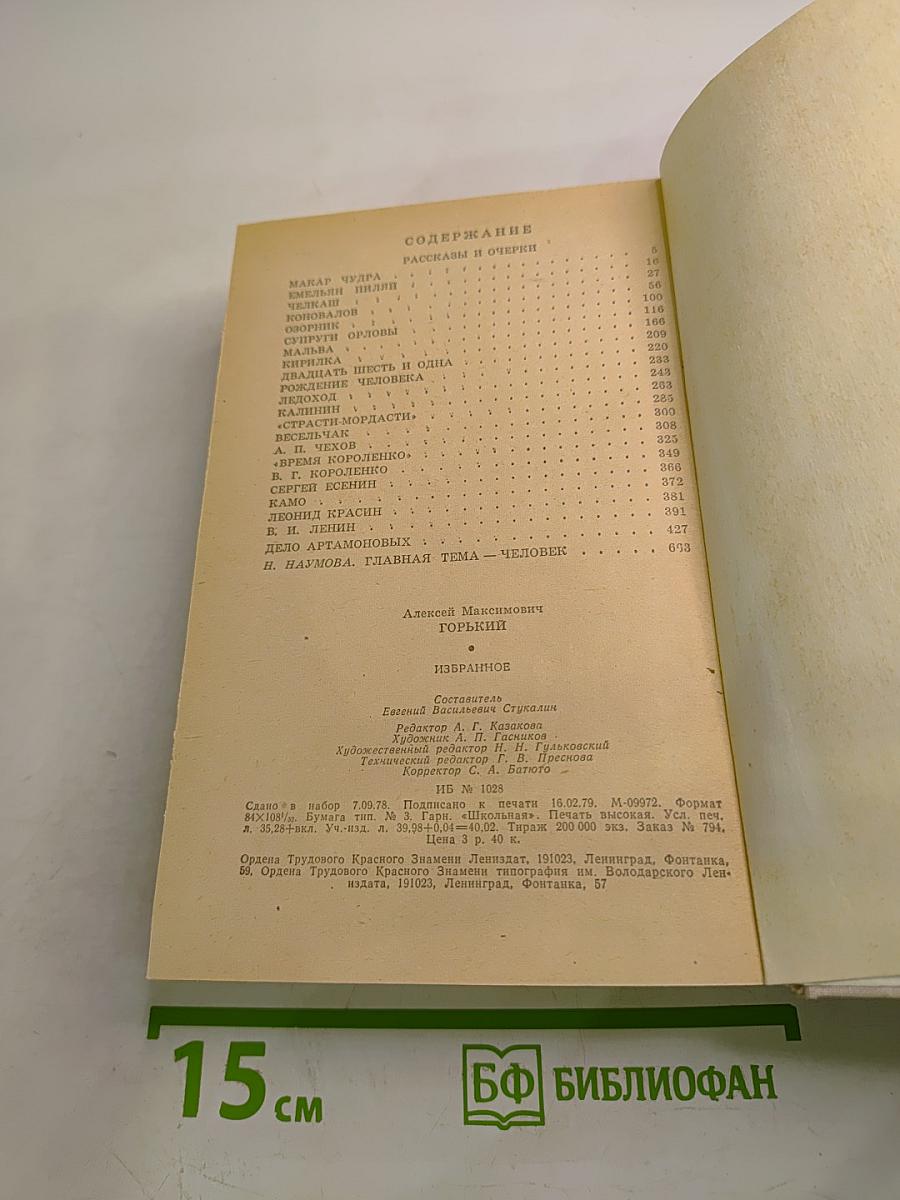 СОДЕРЖАНИЕ
РАССКАЗЫ И ОЧЕРКИ
МАКАР ЧУДРА . . . . . . . . . . 5
ЕМЕЛЬЯН ПИЛЯЙ . . . . . . . . . . 16
ЧЕЛКАШ . . . . . . . . . . 27
КОНОВАЛОВ . . . . . . . . . . 56
ОЗОРНИК . . . . . . . . . . 100
СУПРУГИ ОРЛОВЫ . . . . . . . . . . 116
МАЛЬВА . . . . . . . . . . 166
КИРИЛКА . . . . . . . . . . 209
ДВАДЦАТЬ ШЕСТЬ И ОДНА . . . . . . . . . . 220
РОЖДЕНИЕ ЧЕЛОВЕКА . . . . . . . . . . 233
ЛЕДОХОД . . . . . . . . . . 243
КАЛИНИН . . . . . . . . . . 263
«СТРАСТИ-МОРДАСТИ» . . . . . . . . . . 285
ВЕСЕЛЬЧАК . . . . . . . . . . 300
А. П. ЧЕХОВ . . . . . . . . . . 308
«ВРЕМЯ КОРОЛЕНКО» . . . . . . . . . . 325
В. Г. КОРОЛЕНКО . . . . . . . . . . 349
СЕРГЕЙ ЕСЕНИН . . . . . . . . . . 366
КАМО . . . . . . . . . . 372
ЛЕОНИД КРАСИН . . . . . . . . . . 381
В. И. ЛЕНИН . . . . . . . . . . 391
ДЕЛО АРТАМОНОВЫХ . . . . . . . . . . 427
Н. НАУМОВА. ГЛАВНАЯ ТЕМА — ЧЕЛОВЕК . . . . . 663
Алексей Максимович
ГОРЬКИЙ
ИЗБРАННОЕ
Составитель
Евгений Васильевич Стукалин
Редактор А. Г. Казакова
Художник А. П. Гасников
Художественный редактор Н. Н. Гульковский
Технический редактор Г. В. Преснова
Корректор С. А. Батюто
ИБ № 1028
Сдано в набор 7.09.78. Подписано к печати 16.02.79. М-09972. Формат
84×108¹/₃₂. Бумага тип. № 3. Гарн. «Школьная». Печать высокая. Усл. печ.
л. 35,28+вкл. Уч.-изд. л. 39,98+0,04=40,02. Тираж 200 000 экз. Заказ № 794.
Цена 3 р. 40 к.
Ордена Трудового Красного Знамени Лениздат, 191023, Ленинград, Фонтанка,
59. Ордена Трудового Красного Знамени типография им. Володарского Лен-
издата, 191023, Ленинград, Фонтанка, 57
15 см
БФ БИБЛИОФАН